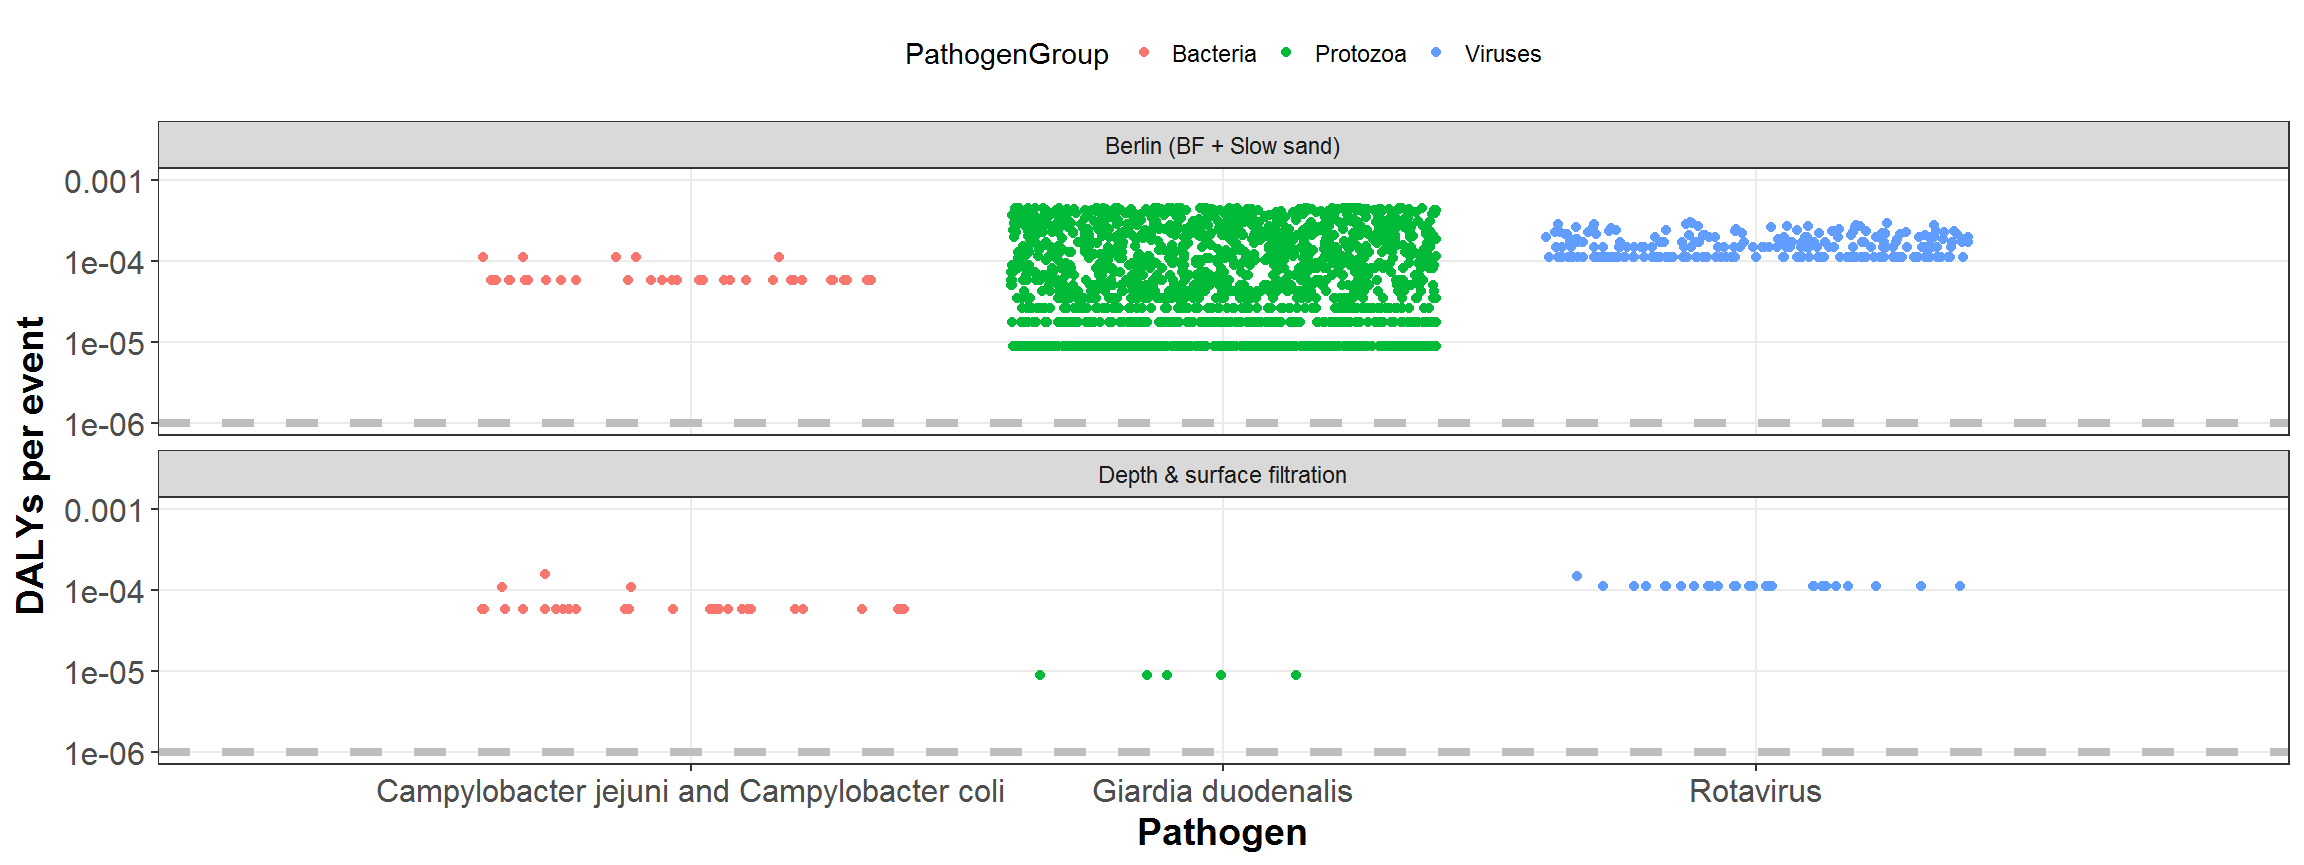 PathogenGroup Bacteria Protozoa Viruses
Berlin (BF + Slow sand)
0.001
1e-04
1e-05
1e-06
DALYs per event
Depth & surface filtration
0.001
1e-04
1e-05
1e-06
Campylobacter jejuni and Campylobacter coli Giardia duodenalis Rotavirus
Pathogen